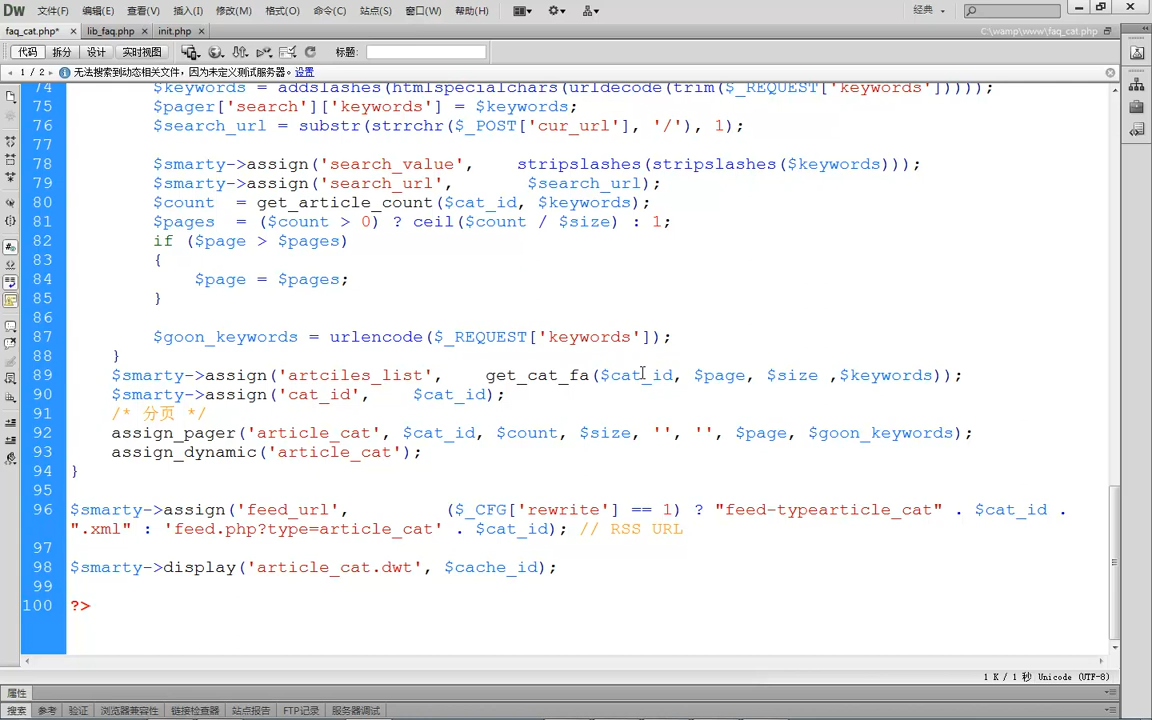 Dw 文件(F) 编辑(E) 查看(V) 插入(I) 修改(M) 格式(O) 命令(C) 站点(S) 窗口(W) 帮助(H) 经典
faq_cat.php* × lib_faq.php × init.php × C:\wamp\www\faq_cat.php
代码 拆分 设计 实时视图 标题:
1 / 2 无法搜索到动态相关文件，因为未定义测试服务器。 设置
74 $keywords = addslashes(htmlspecialchars(urldecode(trim($_REQUEST['keywords']))));
75 $pager['search']['keywords'] = $keywords;
76 $search_url = substr(strrchr($_POST['cur_url'], '/'), 1);
77
78 $smarty->assign('search_value', stripslashes(stripslashes($keywords)));
79 $smarty->assign('search_url', $search_url);
80 $count = get_article_count($cat_id, $keywords);
81 $pages = ($count > 0) ? ceil($count / $size) : 1;
82 if ($page > $pages)
83 {
84 $page = $pages;
85 }
86
87 $goon_keywords = urlencode($_REQUEST['keywords']);
88 }
89 $smarty->assign('artciles_list', get_cat_fa($cat_id, $page, $size ,$keywords));
90 $smarty->assign('cat_id', $cat_id);
91 /* 分页 */
92 assign_pager('article_cat', $cat_id, $count, $size, '', '', $page, $goon_keywords);
93 assign_dynamic('article_cat');
94 }
95
96 $smarty->assign('feed_url', ($_CFG['rewrite'] == 1) ? "feed-typearticle_cat" . $cat_id .
".xml" : 'feed.php?type=article_cat' . $cat_id); // RSS URL
97
98 $smarty->display('article_cat.dwt', $cache_id);
99
100 ?>
1 K / 1 秒 Unicode (UTF-8)
属性
搜索 参考 验证 浏览器兼容性 链接检查器 站点报告 FTP记录 服务器调试